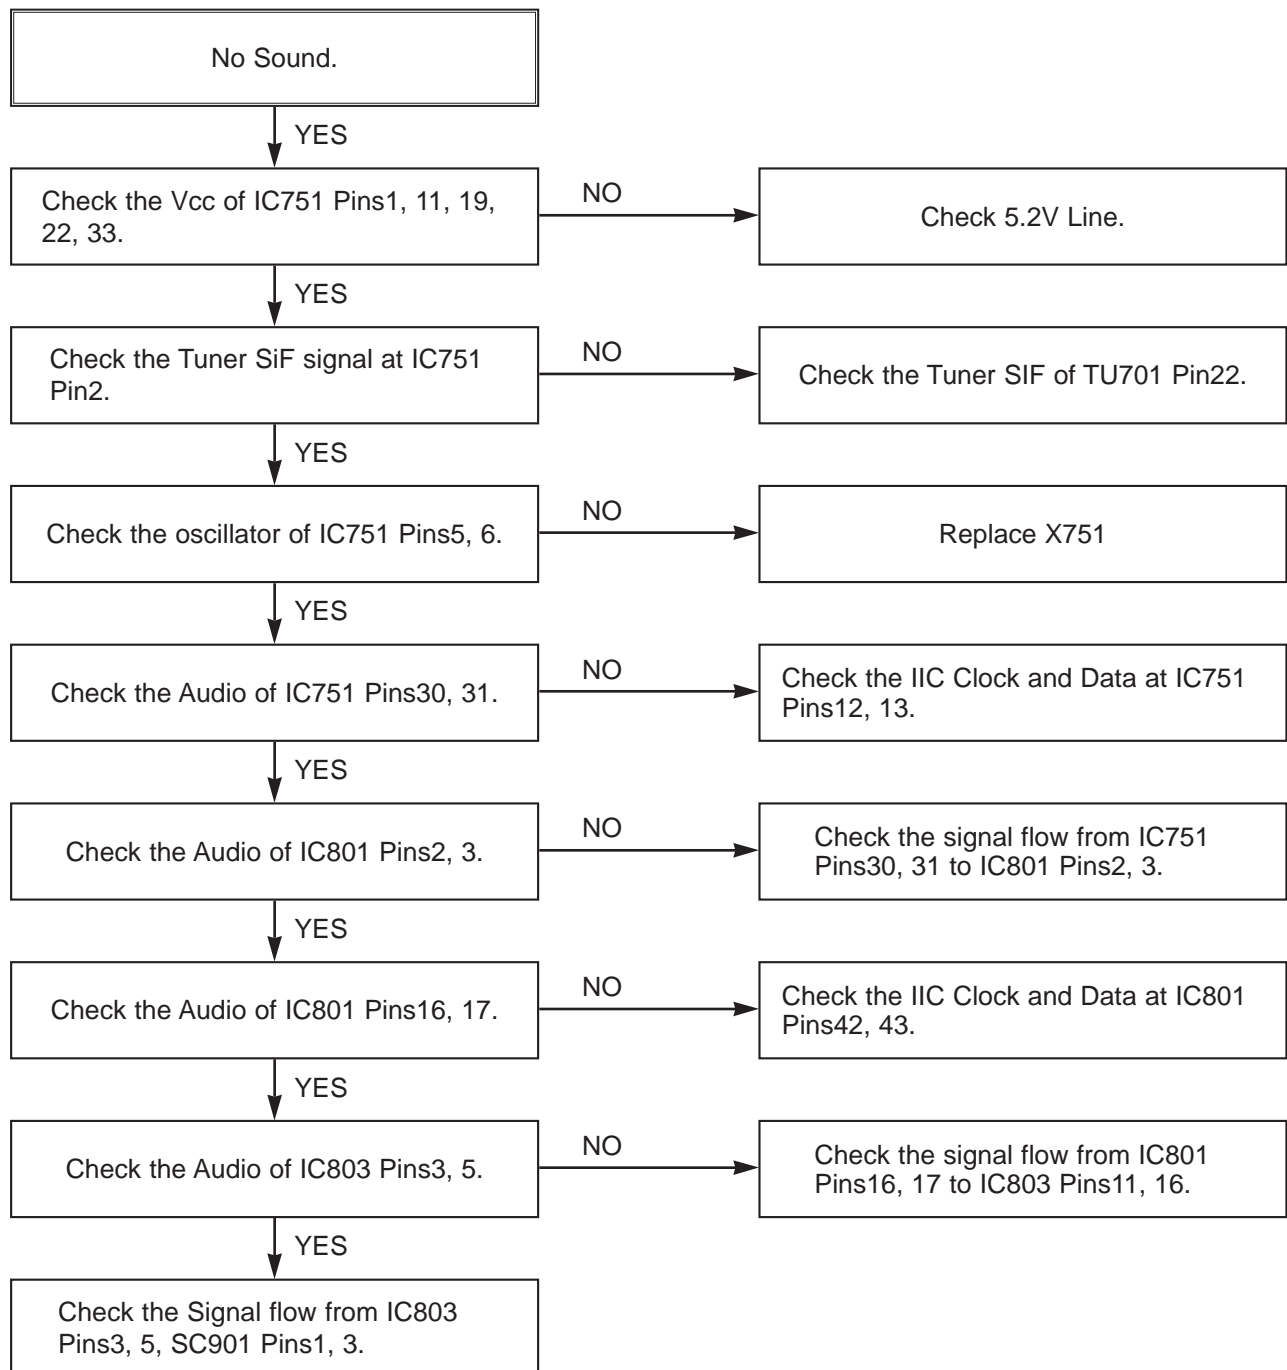 No Sound.
YES
Check the Vcc of IC751 Pins1, 11, 19,
22, 33.
NO
Check 5.2V Line.
YES
Check the Tuner SiF signal at IC751
Pin2.
NO
Check the Tuner SIF of TU701 Pin22.
YES
Check the oscillator of IC751 Pins5, 6.
NO
Replace X751
YES
Check the Audio of IC751 Pins30, 31.
NO
Check the IIC Clock and Data at IC751
Pins12, 13.
YES
Check the Audio of IC801 Pins2, 3.
NO
Check the signal flow from IC751
Pins30, 31 to IC801 Pins2, 3.
YES
Check the Audio of IC801 Pins16, 17.
NO
Check the IIC Clock and Data at IC801
Pins42, 43.
YES
Check the Audio of IC803 Pins3, 5.
NO
Check the signal flow from IC801
Pins16, 17 to IC803 Pins11, 16.
YES
Check the Signal flow from IC803
Pins3, 5, SC901 Pins1, 3.